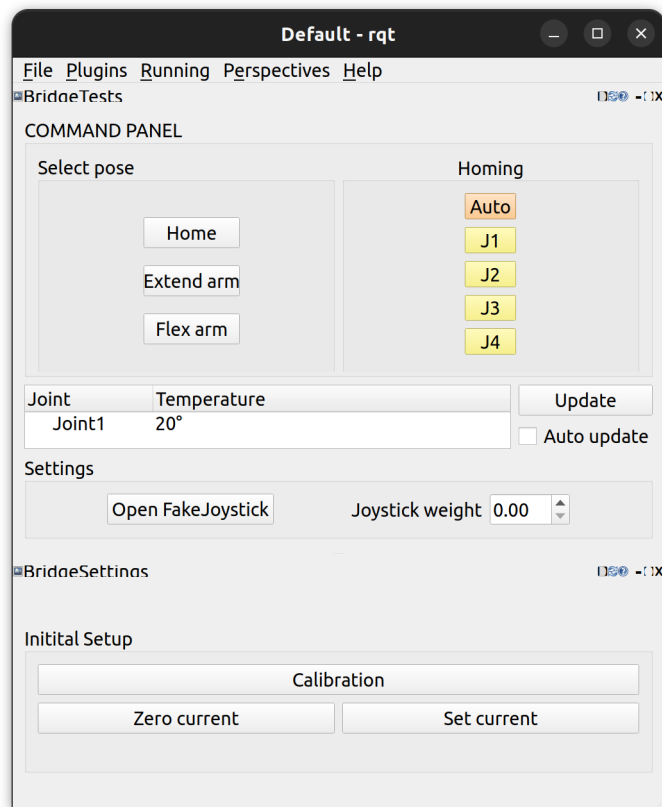 Default - rqt
File Plugins Running Perspectives Help
BridgeTests
COMMAND PANEL
Select pose
Homing
Home
Extend arm
Flex arm
Auto
J1
J2
J3
J4
Joint Temperature
Joint1 20°
Update
Auto update
Settings
Open FakeJoystick
Joystick weight 0.00
BridgeSettings
Initital Setup
Calibration
Zero current
Set current